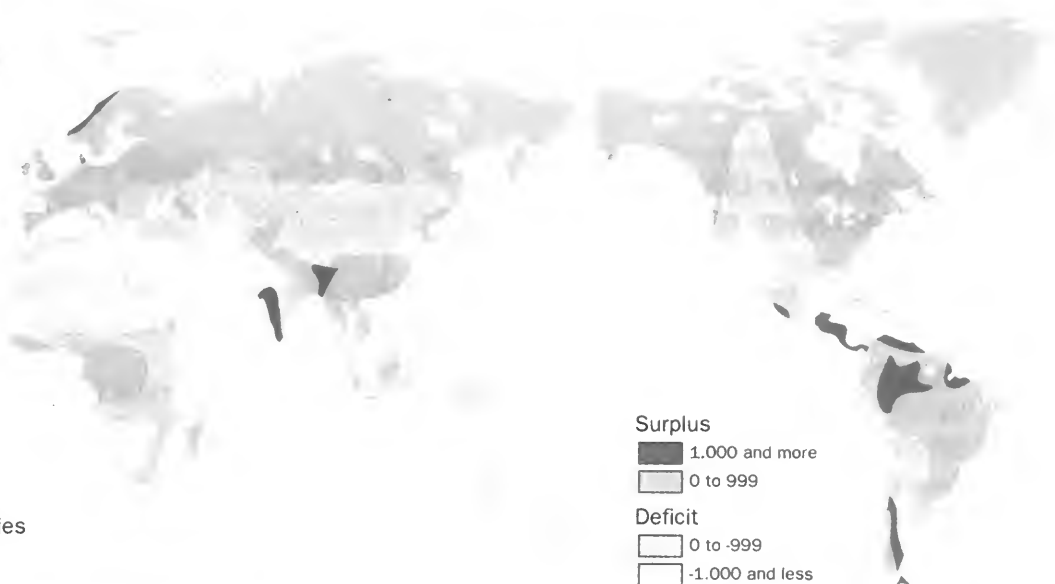 Surplus
1.000 and more
0 to 999
Deficit
0 to -999
-1.000 and less